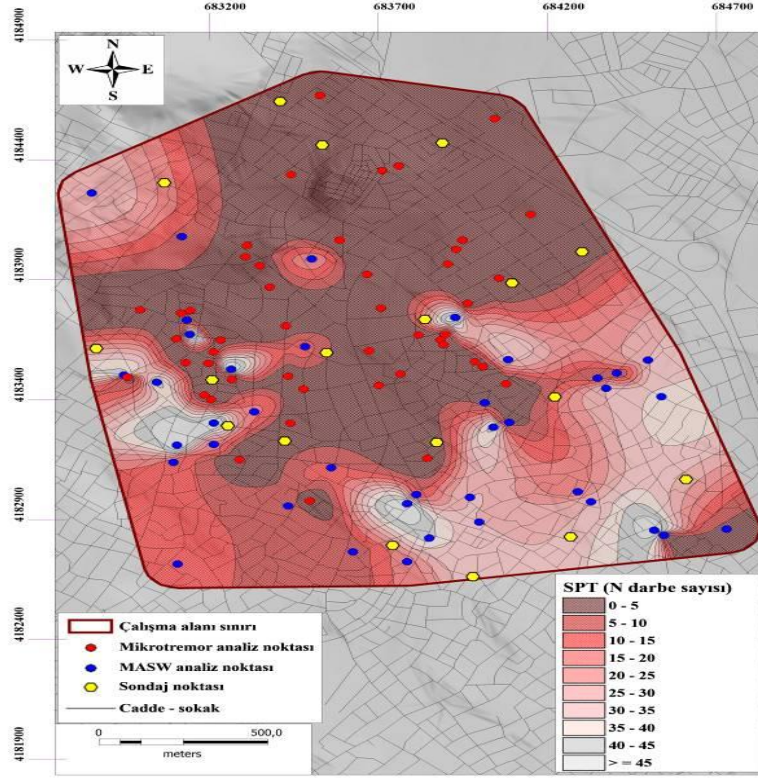 683200 683700 684200 684700
4184900
4184400
4183900
4183400
4182900
4182400
4181900
N
W E
S
Çalışma alanı sınırı
Mikrotremor analiz noktası
MASW analiz noktası
Sondaj noktası
Cadde - sokak
0 500,0
meters
SPT (N darbe sayısı)
0 - 5
5 - 10
10 - 15
15 - 20
20 - 25
25 - 30
30 - 35
35 - 40
40 - 45
> = 45